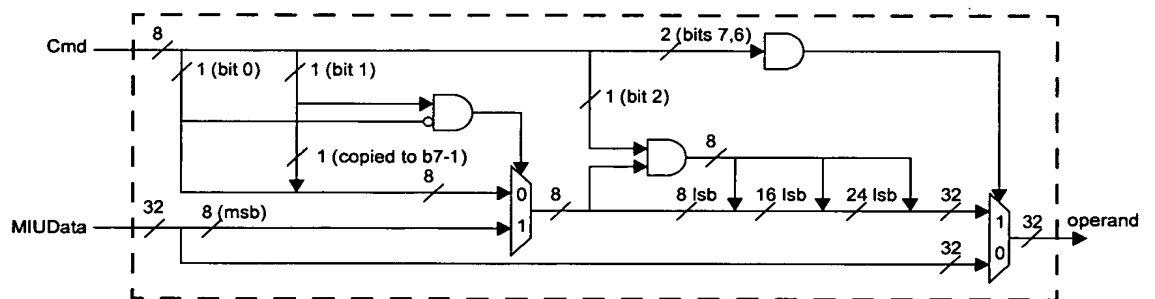 8
2 (bits 7,6)
Cmd
1 (bit 0)
1 (bit 1)
1 (bit 2)
1 (copied to b7-1)
8
8
0
32
8 (msb)
8
8 lsb
16 lsb
24 lsb
32
MIUData
1
1
32
operand
32
0